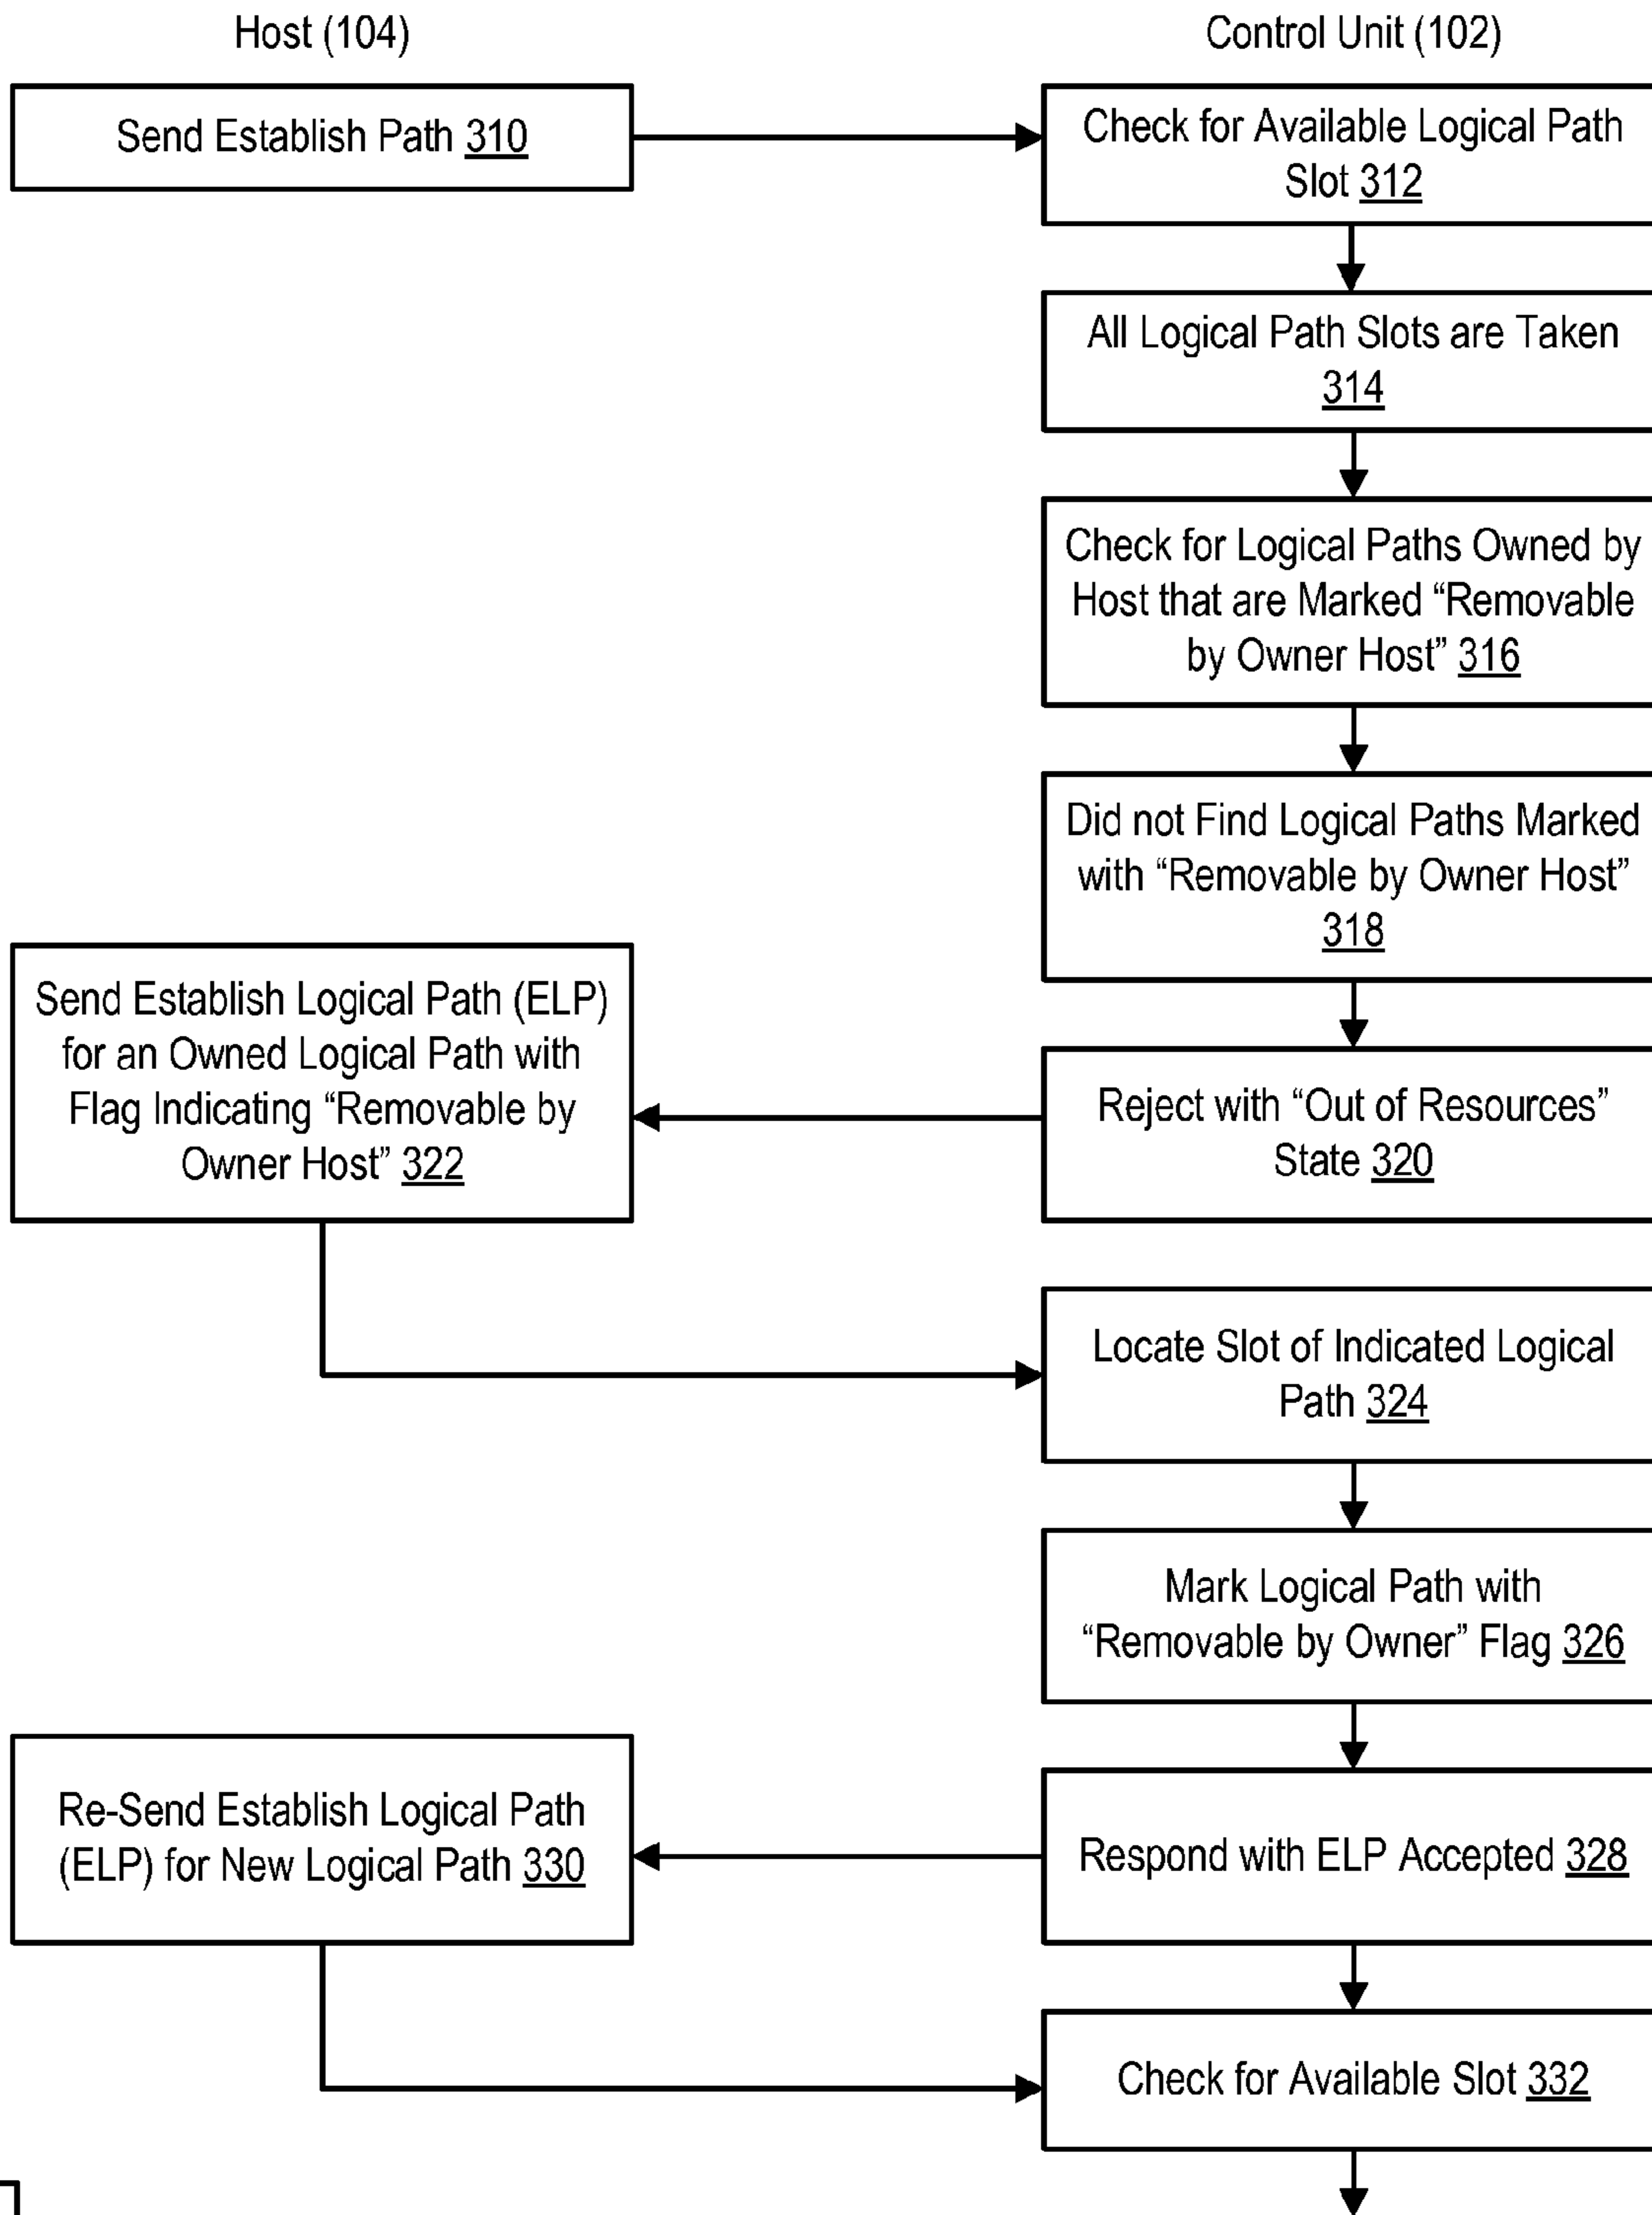 Host (104)
Control Unit (102)
Send Establish Path 310
Check for Available Logical Path
Slot 312
All Logical Path Slots are Taken
314
Check for Logical Paths Owned by
Host that are Marked “Removable
by Owner Host” 316
Did not Find Logical Paths Marked
with “Removable by Owner Host”
318
Reject with “Out of Resources”
State 320
Send Establish Logical Path (ELP)
for an Owned Logical Path with
Flag Indicating “Removable by
Owner Host” 322
Locate Slot of Indicated Logical
Path 324
Mark Logical Path with
“Removable by Owner” Flag 326
Respond with ELP Accepted 328
Re-Send Establish Logical Path
(ELP) for New Logical Path 330
Check for Available Slot 332